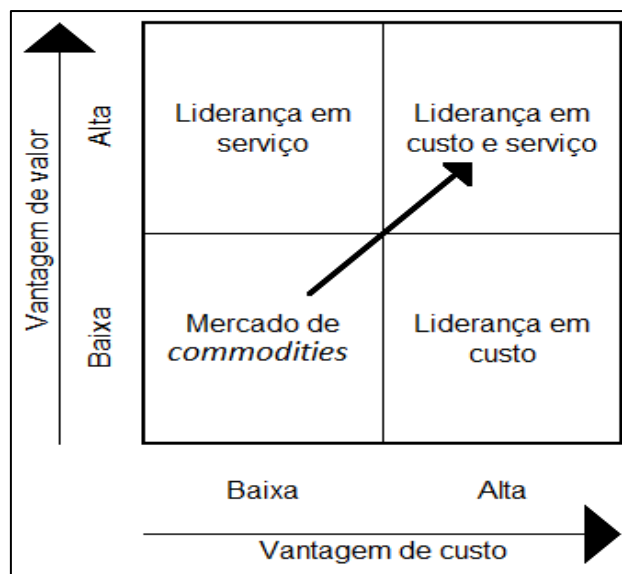 Vantagem de valor
Alta
Baixa
Liderança em
serviço
Liderança em
custo e serviço
Mercado de
commodities
Liderança em
custo
Baixa
Alta
Vantagem de custo